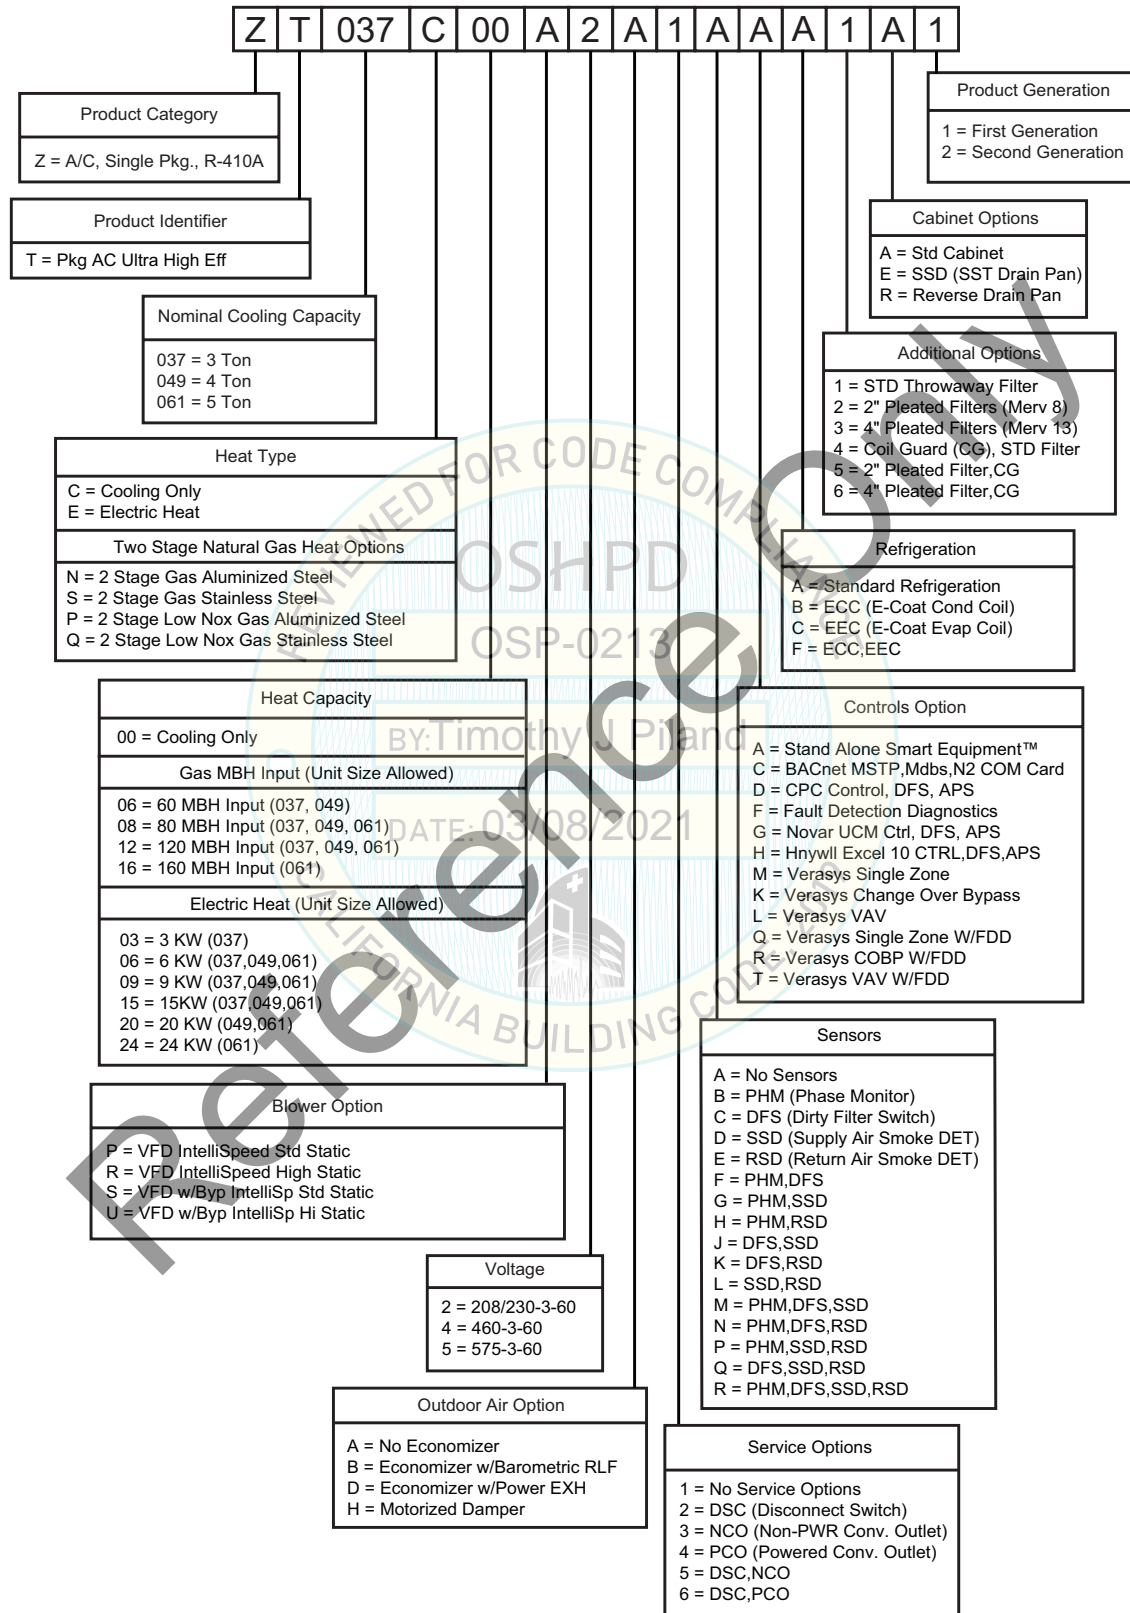 Z T 037 C 00 A 2 A 1 A A A 1 A 1
Product Category
Z = A/C, Single Pkg., R-410A
Product Identifier
T = Pkg AC Ultra High Eff
Nominal Cooling Capacity
037 = 3 Ton
049 = 4 Ton
061 = 5 Ton
Heat Type
C = Cooling Only
E = Electric Heat
Two Stage Natural Gas Heat Options
N = 2 Stage Gas Aluminized Steel
S = 2 Stage Gas Stainless Steel
P = 2 Stage Low Nox Gas Aluminized Steel
Q = 2 Stage Low Nox Gas Stainless Steel
Heat Capacity
00 = Cooling Only
Gas MBH Input (Unit Size Allowed)
06 = 60 MBH Input (037, 049)
08 = 80 MBH Input (037, 049, 061)
12 = 120 MBH Input (037, 049, 061)
16 = 160 MBH Input (061)
Electric Heat (Unit Size Allowed)
03 = 3 KW (037)
06 = 6 KW (037,049,061)
09 = 9 KW (037,049,061)
15 = 15KW (037,049,061)
20 = 20 KW (049,061)
24 = 24 KW (061)
Blower Option
P = VFD IntelliSpeed Std Static
R = VFD IntelliSpeed High Static
S = VFD w/Byp IntelliSp Std Static
U = VFD w/Byp IntelliSp Hi Static
Voltage
2 = 208/230-3-60
4 = 460-3-60
5 = 575-3-60
Outdoor Air Option
A = No Economizer
B = Economizer w/Barometric RLF
D = Economizer w/Power EXH
H = Motorized Damper
Product Generation
1 = First Generation
2 = Second Generation
Cabinet Options
A = Std Cabinet
E = SSD (SST Drain Pan)
R = Reverse Drain Pan
Additional Options
1 = STD Throwaway Filter
2 = 2" Pleated Filters (Merv 8)
3 = 4" Pleated Filters (Merv 13)
4 = Coil Guard (CG), STD Filter
5 = 2" Pleated Filter,CG
6 = 4" Pleated Filter,CG
Refrigeration
A = Standard Refrigeration
B = ECC (E-Coat Cond Coil)
C = EEC (E-Coat Evap Coil)
F = ECC,EEC
Controls Option
A = Stand Alone Smart Equipment™
C = BACnet MSTP,Mdbs,N2 COM Card
D = CPC Control, DFS, APS
F = Fault Detection Diagnostics
G = Novar UCM Ctrl, DFS, APS
H = Hnywll Excel 10 CTRL,DFS,APS
M = Verasys Single Zone
K = Verasys Change Over Bypass
L = Verasys VAV
Q = Verasys Single Zone W/FDD
R = Verasys COBP W/FDD
T = Verasys VAV W/FDD
Sensors
A = No Sensors
B = PHM (Phase Monitor)
C = DFS (Dirty Filter Switch)
D = SSD (Supply Air Smoke DET)
E = RSD (Return Air Smoke DET)
F = PHM,DFS
G = PHM,SSD
H = PHM,RSD
J = DFS,SSD
K = DFS,RSD
L = SSD,RSD
M = PHM,DFS,SSD
N = PHM,DFS,RSD
P = PHM,SSD,RSD
Q = DFS,SSD,RSD
R = PHM,DFS,SSD,RSD
Service Options
1 = No Service Options
2 = DSC (Disconnect Switch)
3 = NCO (Non-PWR Conv. Outlet)
4 = PCO (Powered Conv. Outlet)
5 = DSC,NCO
6 = DSC,PCO
Reference Only
REVIEWED FOR CODE COMPLIANCE
OSHPD
OSP-0213
BY:Timothy J Piland
DATE: 03/08/2021
CALIFORNIA BUILDING CODE, 2019